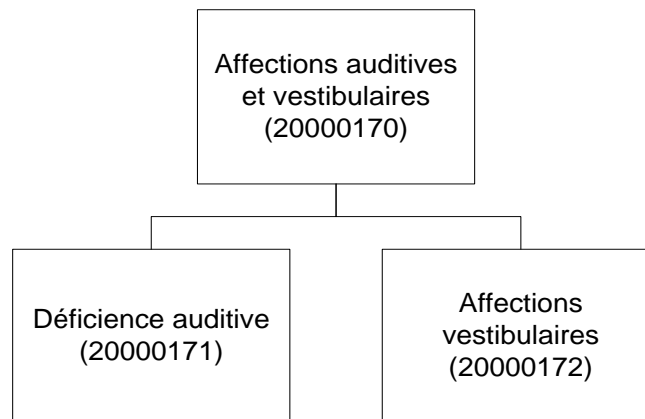 Affections auditives
et vestibulaires
(20000170)
Déficience auditive
(20000171)
Affections
vestibulaires
(20000172)